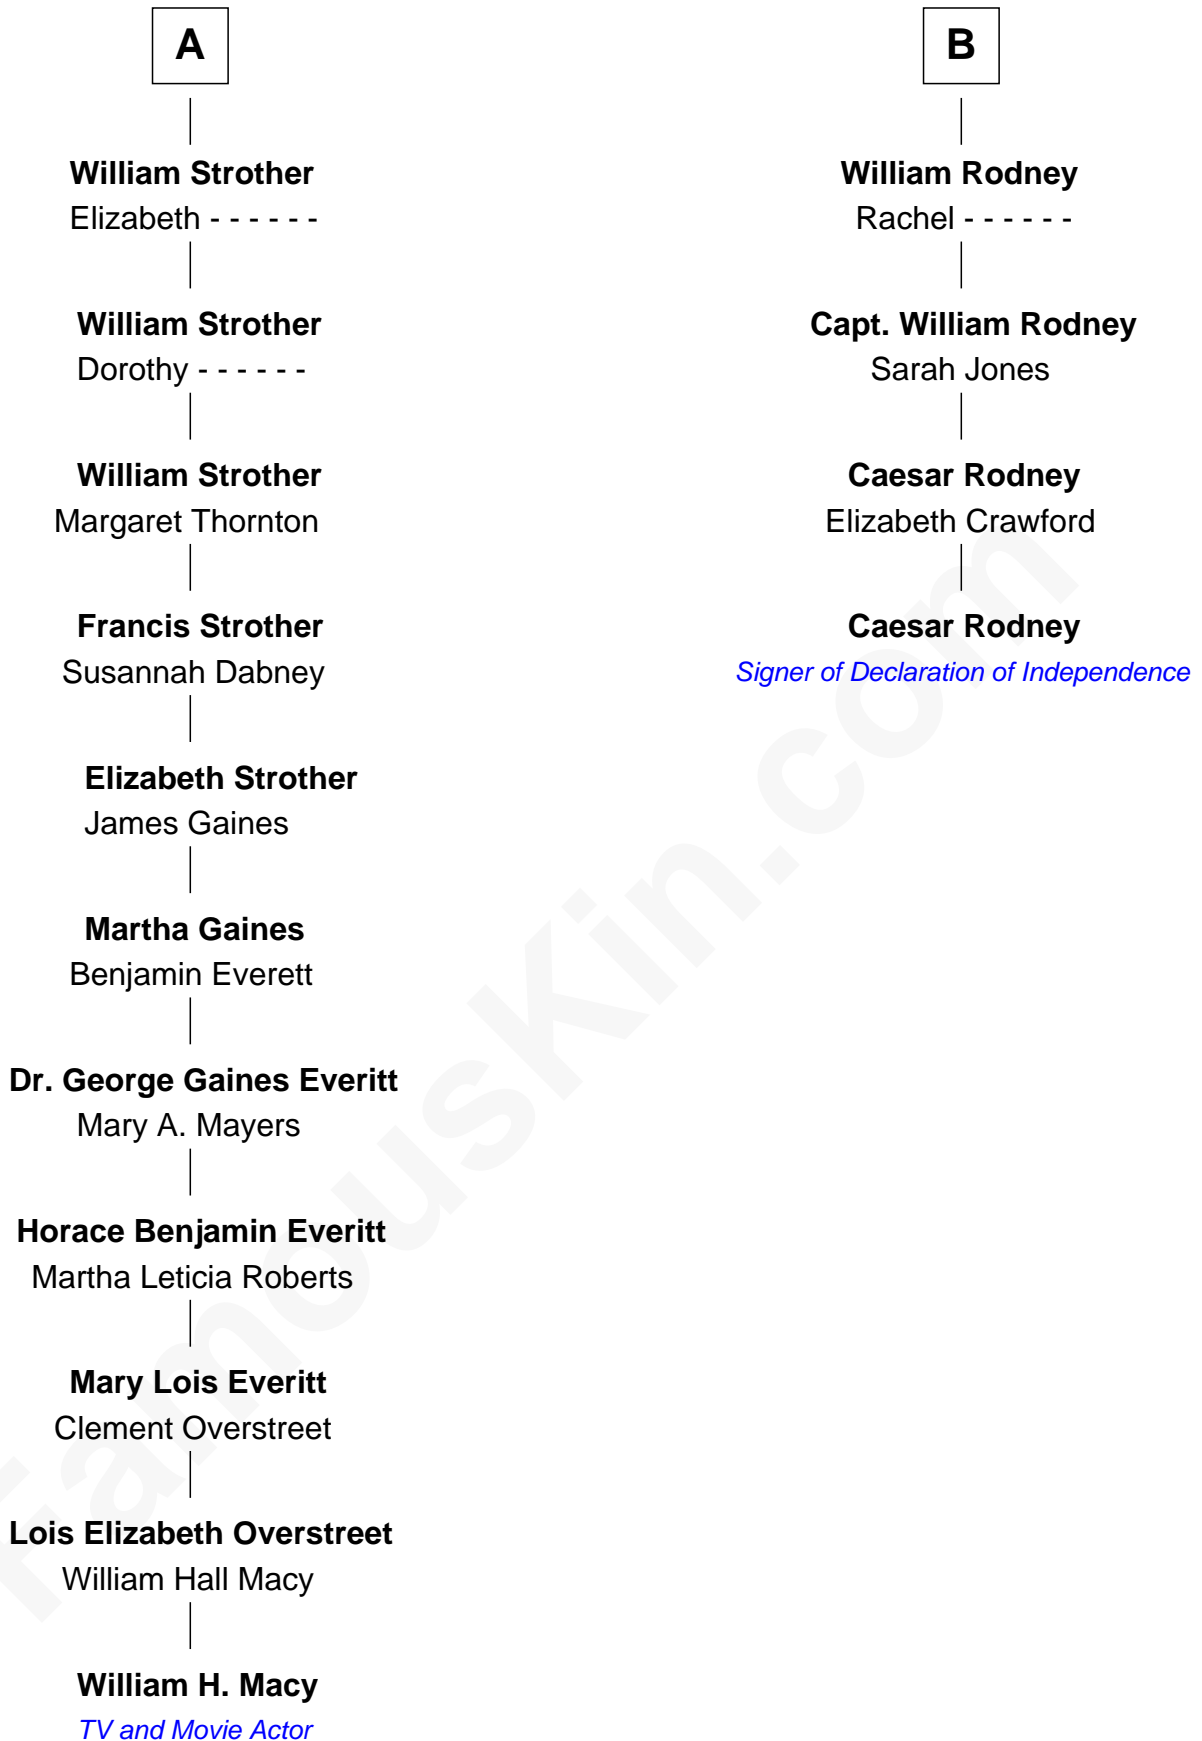 A
William Strother
Elizabeth - - - - - -
William Strother
Dorothy - - - - - -
William Strother
Margaret Thornton
Francis Strother
Susannah Dabney
Elizabeth Strother
James Gaines
Martha Gaines
Benjamin Everett
Dr. George Gaines Everitt
Mary A. Mayers
Horace Benjamin Everitt
Martha Leticia Roberts
Mary Lois Everitt
Clement Overstreet
Lois Elizabeth Overstreet
William Hall Macy
William H. Macy
TV and Movie Actor
B
William Rodney
Rachel - - - - - -
Capt. William Rodney
Sarah Jones
Caesar Rodney
Elizabeth Crawford
Caesar Rodney
Signer of Declaration of Independence
FamousKin.com